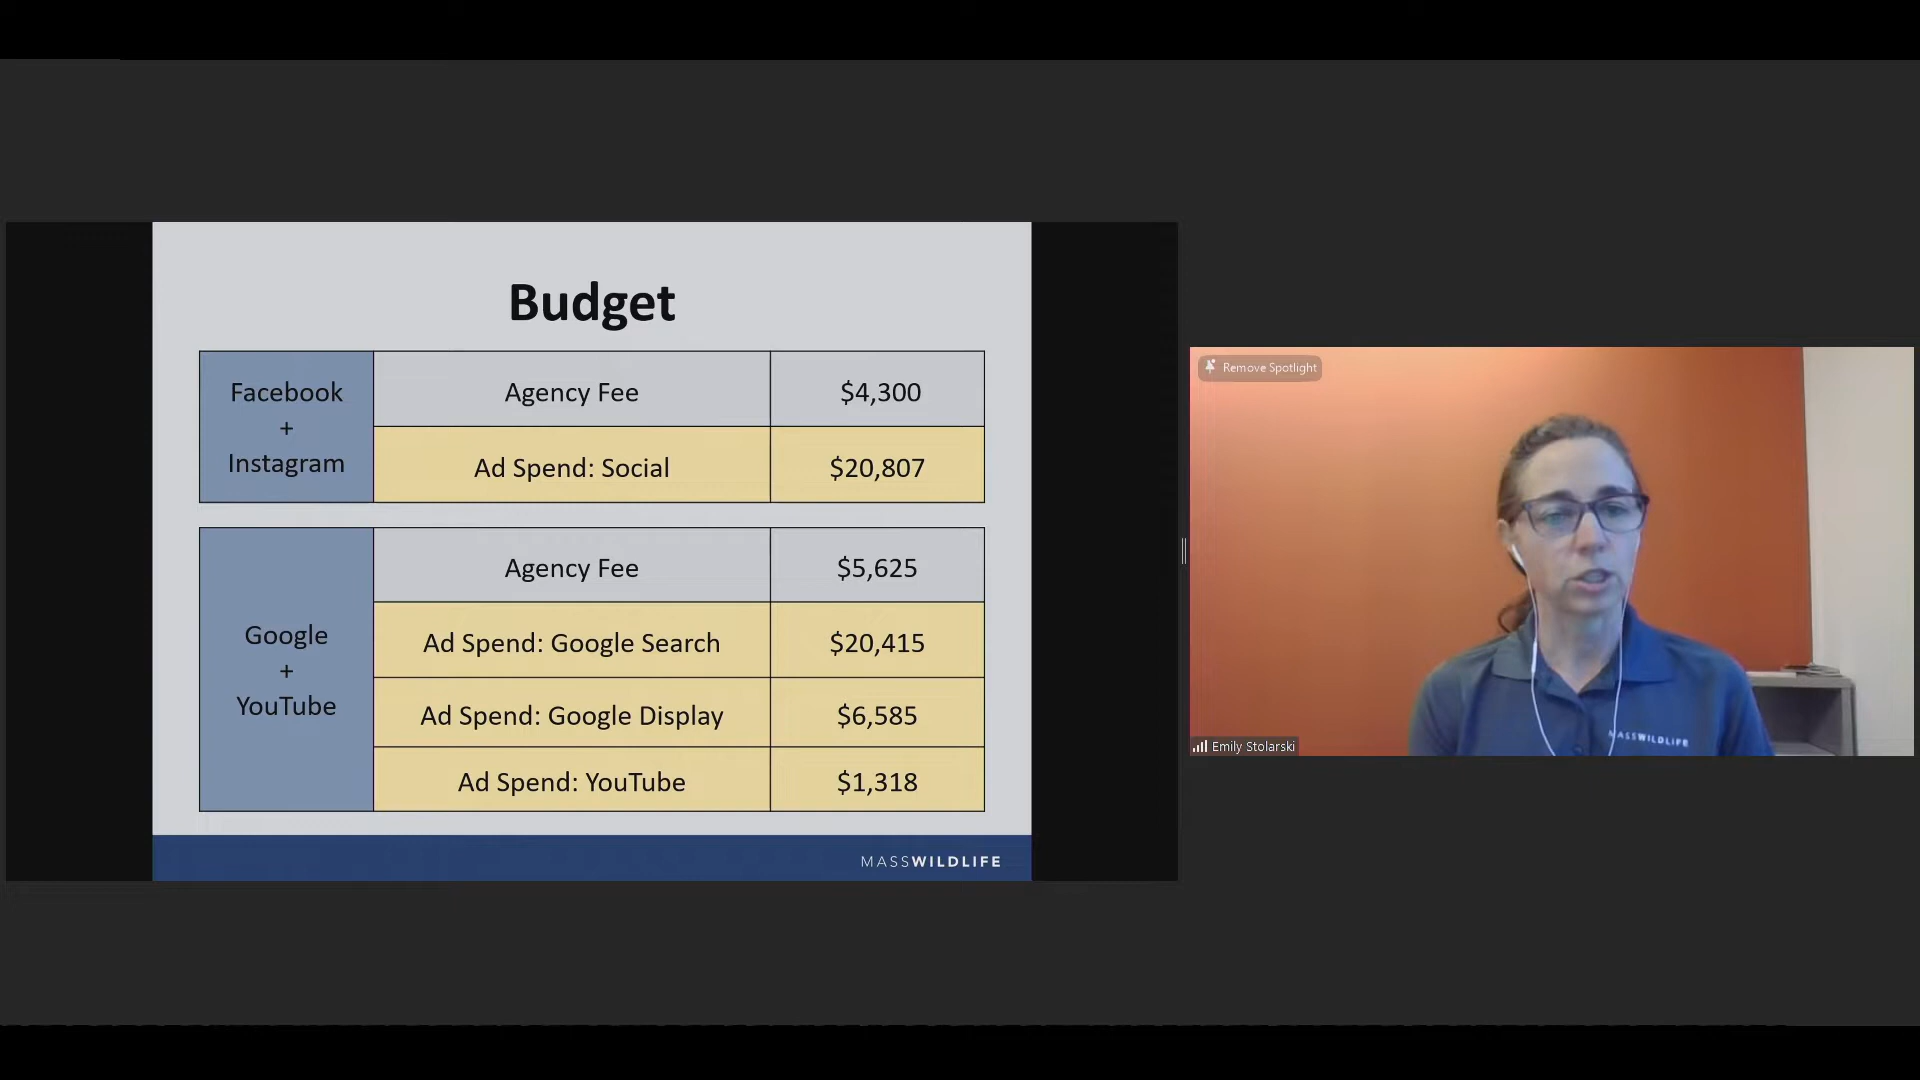 Budget
Facebook
+
Instagram
Agency Fee
$4,300
Ad Spend: Social
$20,807
Google
+
YouTube
Agency Fee
$5,625
Ad Spend: Google Search
$20,415
Ad Spend: Google Display
$6,585
Ad Spend: YouTube
$1,318
MASSWILDLIFE
Remove Spotlight
MASSWILDLIFE
Emily Stolarski